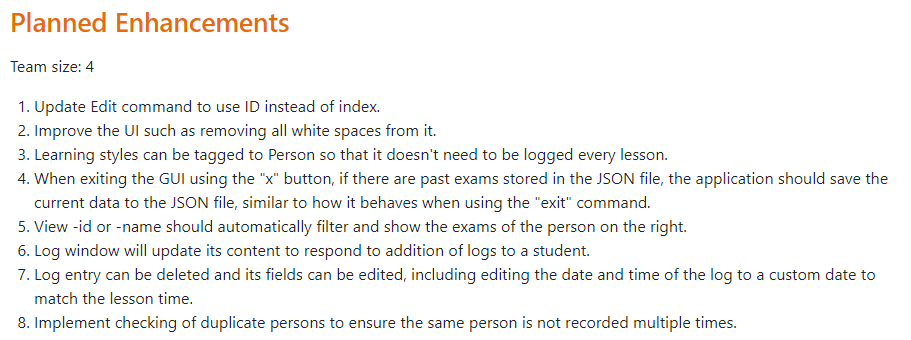 Planned Enhancements
Team size: 4
1. Update Edit command to use ID instead of index.
2. Improve the UI such as removing all white spaces from it.
3. Learning styles can be tagged to Person so that it doesn't need to be logged every lesson.
4. When exiting the GUI using the "x" button, if there are past exams stored in the JSON file, the application should save the
current data to the JSON file, similar to how it behaves when using the "exit" command.
5. View -id or -name should automatically filter and show the exams of the person on the right.
6. Log window will update its content to respond to addition of logs to a student.
7. Log entry can be deleted and its fields can be edited, including editing the date and time of the log to a custom date to
match the lesson time.
8. Implement checking of duplicate persons to ensure the same person is not recorded multiple times.